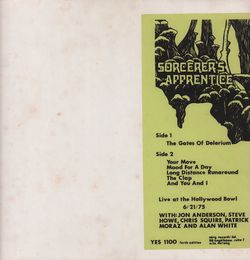 SORCERER'S
APPRENTICE
Side 1
The Gates Of Delerium
Side 2
Your Move
Mood For A Day
Long Distance Runaround
The Clap
And You And I
Live at the Hollywood Bowl
6/21/75
WITH: JON ANDERSON, STEVE
HOWE, CHRIS SQUIRE, PATRICK
MORAZ AND ALAN WHITE
YES 1100 forth edition